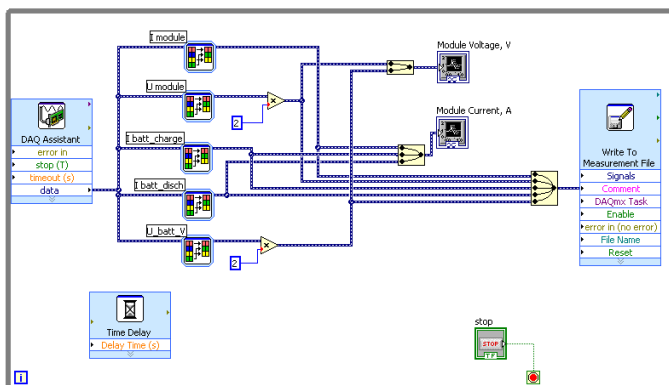 I module
U module
2
I batt_charge
I batt_disch
U_batt_V
2
DAQ Assistant
error in
stop (T)
timeout (s)
data
Time Delay
Delay Time (s)
Module Voltage, V
Module Current, A
Write To
Measurement File
Signals
Comment
DAQmx Task
Enable
error in (no error)
File Name
Reset
stop
STOP
TF
i